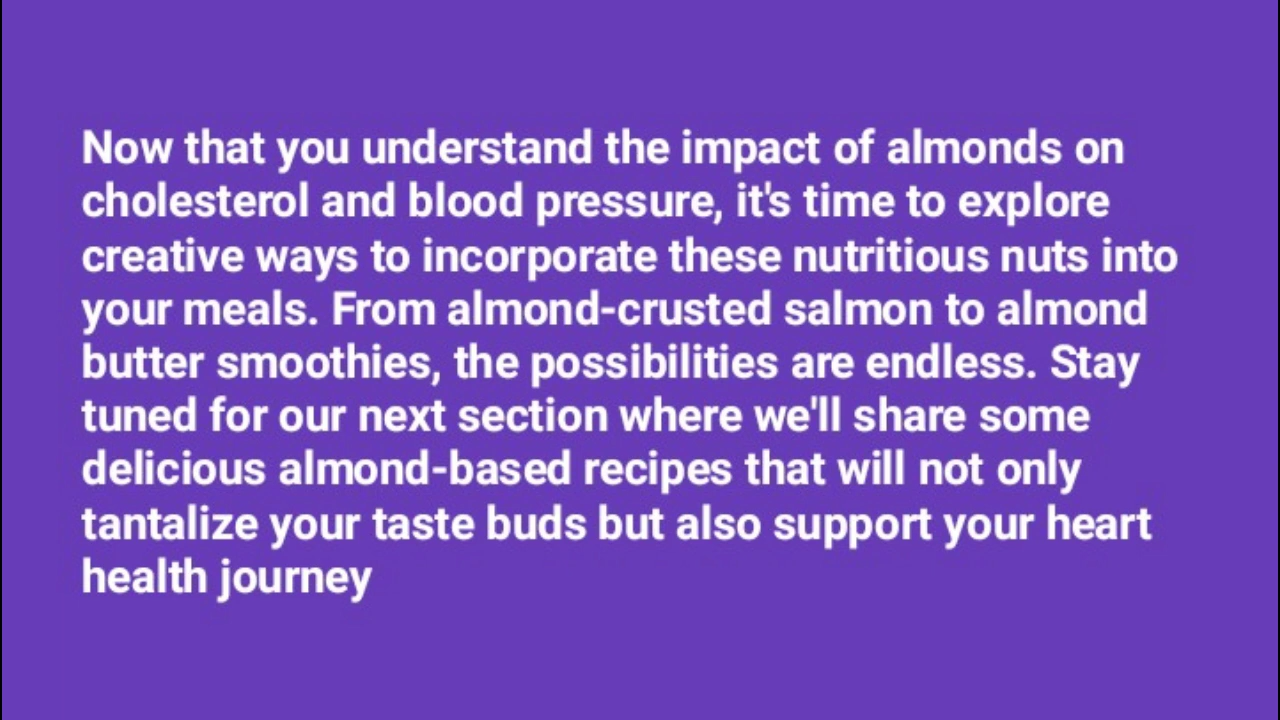 Now that you understand the impact of almonds on
cholesterol and blood pressure, it's time to explore
creative ways to incorporate these nutritious nuts into
your meals. From almond-crusted salmon to almond
butter smoothies, the possibilities are endless. Stay
tuned for our next section where we'll share some
delicious almond-based recipes that will not only
tantalize your taste buds but also support your heart
health journey